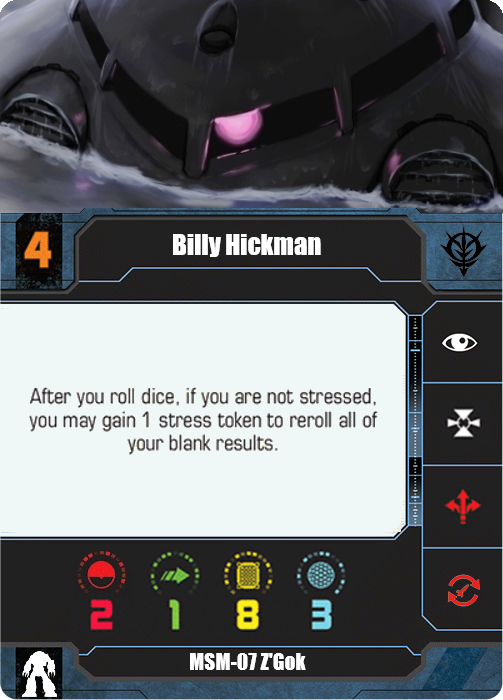 4
Billy Hickman
After you roll dice, if you are not stressed,
you may gain 1 stress token to reroll all of
your blank results.
2 1 8 3
MSM-07 Z'Gok